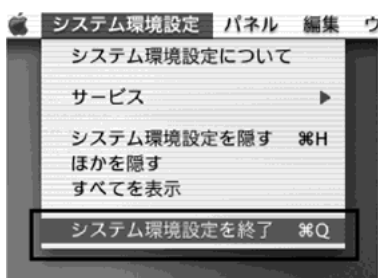 システム環境設定 パネル 編集 ウ
システム環境設定について
サービス ▶
システム環境設定を隠す ⌘H
ほかを隠す
すべてを表示
システム環境設定を終了 ⌘Q